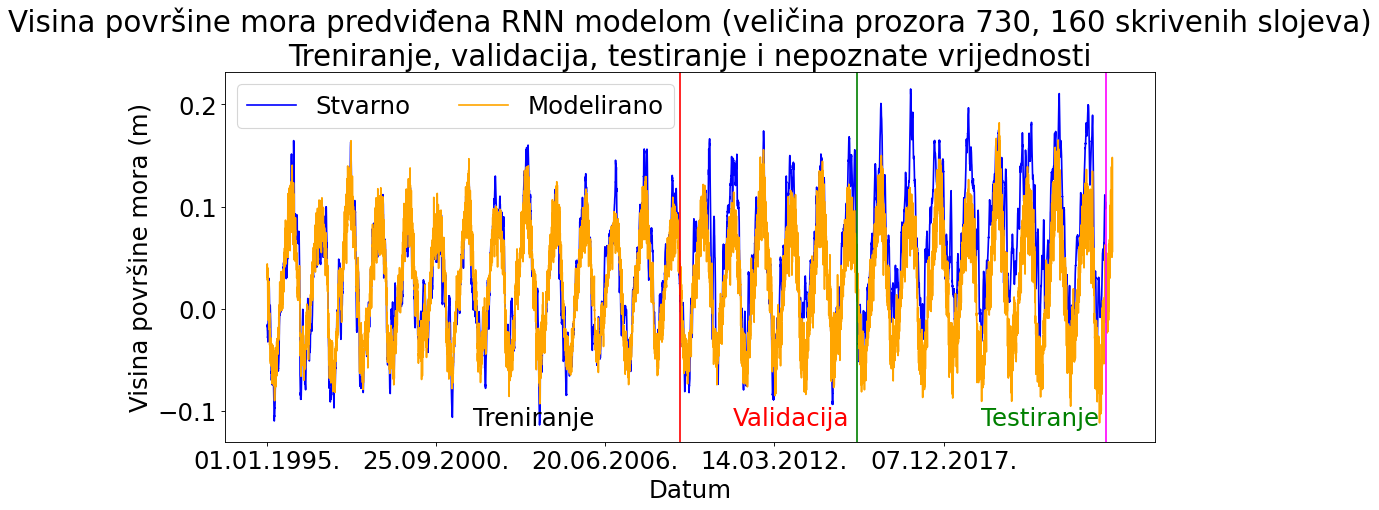 Visina površine mora predviđena RNN modelom (veličina prozora 730, 160 skrivenih slojeva)
Treniranje, validacija, testiranje i nepoznate vrijednosti
Stvarno
Modelirano
Visina površine mora (m)
0.2
0.1
0.0
−0.1
Treniranje
Validacija
Testiranje
01.01.1995.
25.09.2000.
20.06.2006.
14.03.2012.
07.12.2017.
Datum